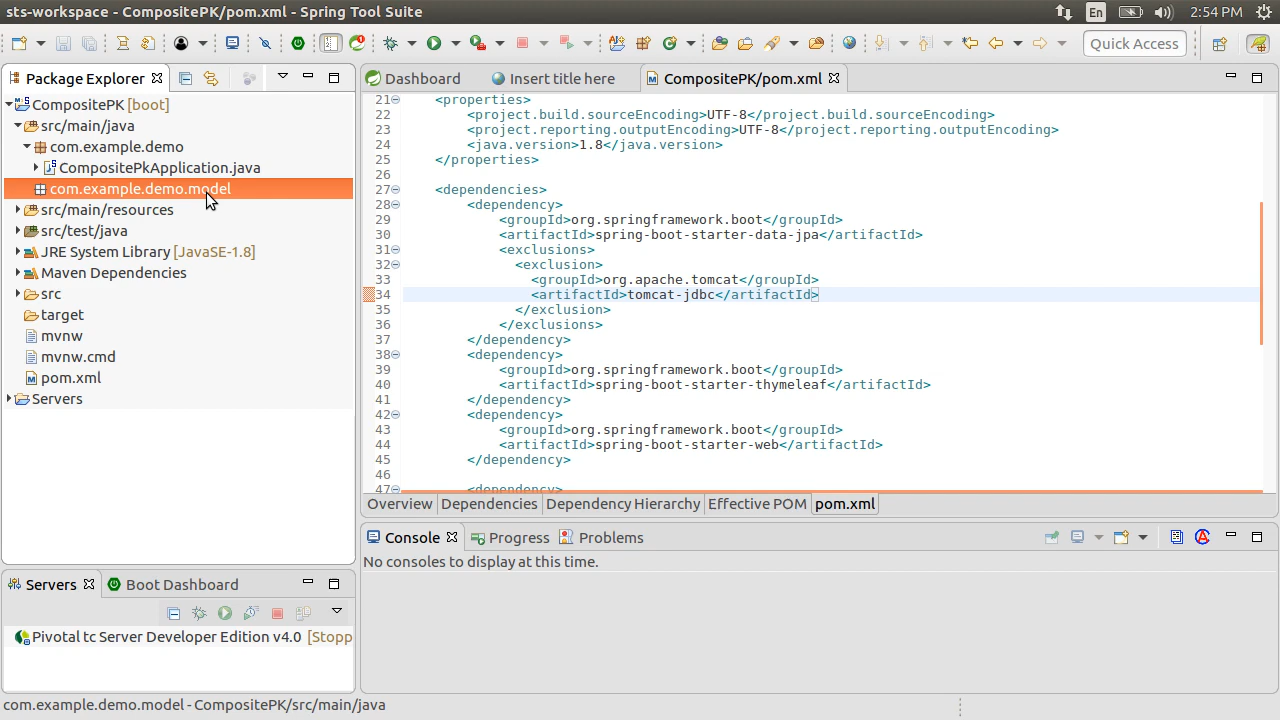 sts-workspace - CompositePK/pom.xml - Spring Tool Suite
En
2:54 PM
Quick Access
Package Explorer
CompositePK [boot]
src/main/java
com.example.demo
CompositePkApplication.java
com.example.demo.model
src/main/resources
src/test/java
JRE System Library [JavaSE-1.8]
Maven Dependencies
src
target
mvnw
mvnw.cmd
pom.xml
Servers
Dashboard
Insert title here
CompositePK/pom.xml
21 <properties>
22 <project.build.sourceEncoding>UTF-8</project.build.sourceEncoding>
23 <project.reporting.outputEncoding>UTF-8</project.reporting.outputEncoding>
24 <java.version>1.8</java.version>
25 </properties>
26
27 <dependencies>
28 <dependency>
29 <groupId>org.springframework.boot</groupId>
30 <artifactId>spring-boot-starter-data-jpa</artifactId>
31 <exclusions>
32 <exclusion>
33 <groupId>org.apache.tomcat</groupId>
34 <artifactId>tomcat-jdbc</artifactId>
35 </exclusion>
36 </exclusions>
37 </dependency>
38 <dependency>
39 <groupId>org.springframework.boot</groupId>
40 <artifactId>spring-boot-starter-thymeleaf</artifactId>
41 </dependency>
42 <dependency>
43 <groupId>org.springframework.boot</groupId>
44 <artifactId>spring-boot-starter-web</artifactId>
45 </dependency>
46
47 <dependency>
Overview Dependencies Dependency Hierarchy Effective POM pom.xml
Console Progress Problems
No consoles to display at this time.
Servers Boot Dashboard
Pivotal tc Server Developer Edition v4.0 [Stopp
com.example.demo.model - CompositePK/src/main/java